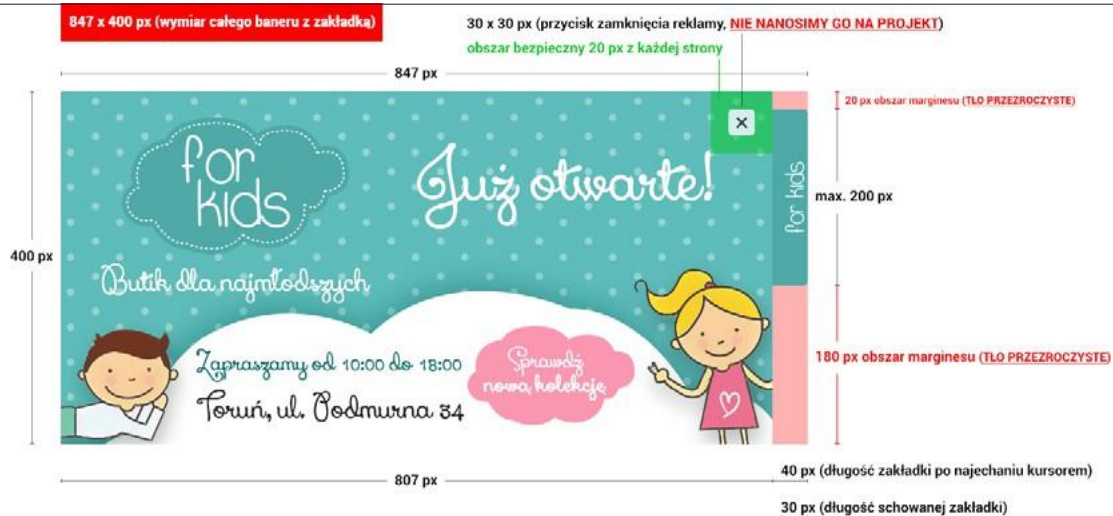 847 x 400 px (wymiar całego baneru z zakładką)
30 x 30 px (przycisk zamknięcia reklamy, NIE NANOSIMY GO NA PROJEKT)
obszar bezpieczny 20 px z każdej strony
847 px
20 px obszar marginesu (TŁO PRZEZROCZYSTE)
X
for
kids
Już otwarte!
for kids
max. 200 px
400 px
Butik dla najmłodszych
Zapraszamy od 10:00 do 18:00
Toruń, ul. Podmurna 34
Sprawdź
nową kolekcję
180 px obszar marginesu (TŁO PRZEZROCZYSTE)
807 px
40 px (długość zakładki po najechaniu kursorem)
30 px (długość schowanej zakładki)